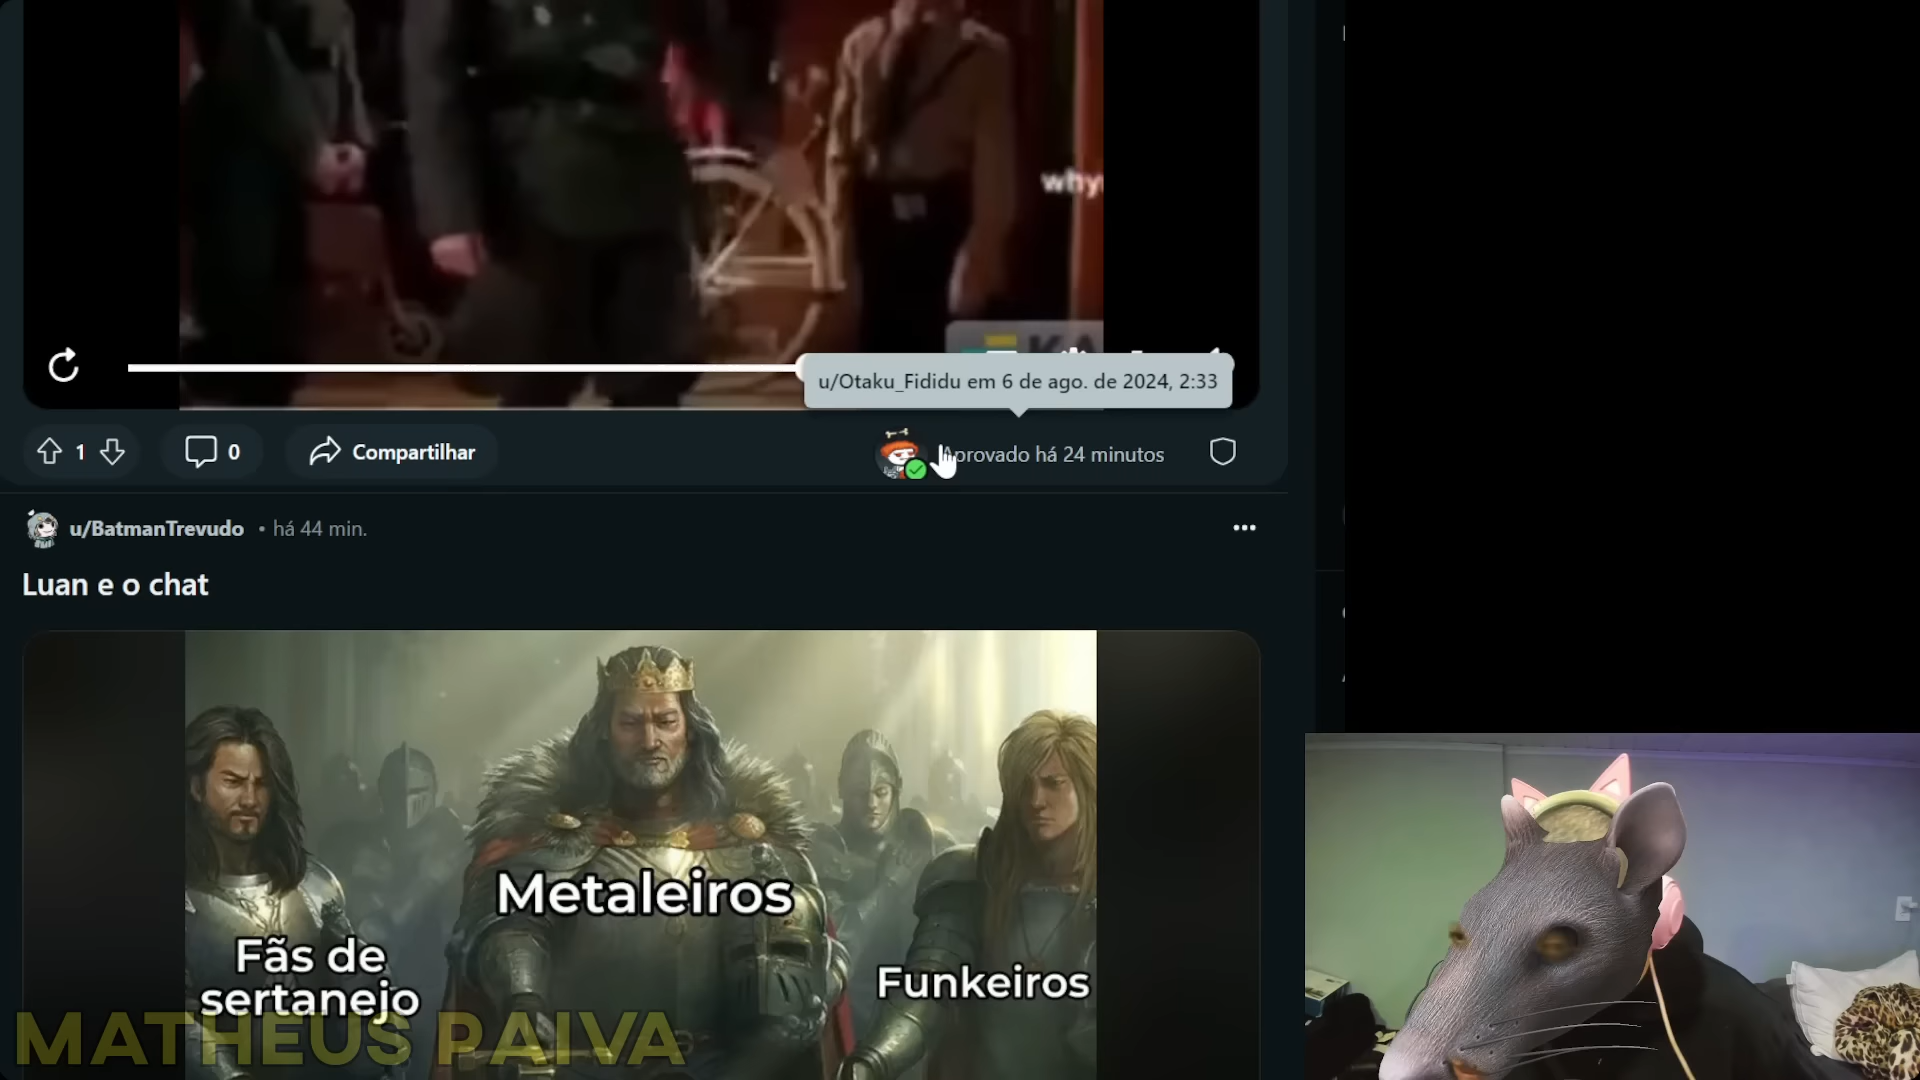 why
u/Otaku_Fididu em 6 de ago. de 2024, 2:33
1
0
Compartilhar
Aprovado há 24 minutos
u/BatmanTrevudo • há 44 min.
Luan e o chat
Metaleiros
Fãs de
sertanejo
Funkeiros
MATHEUS PAIVA